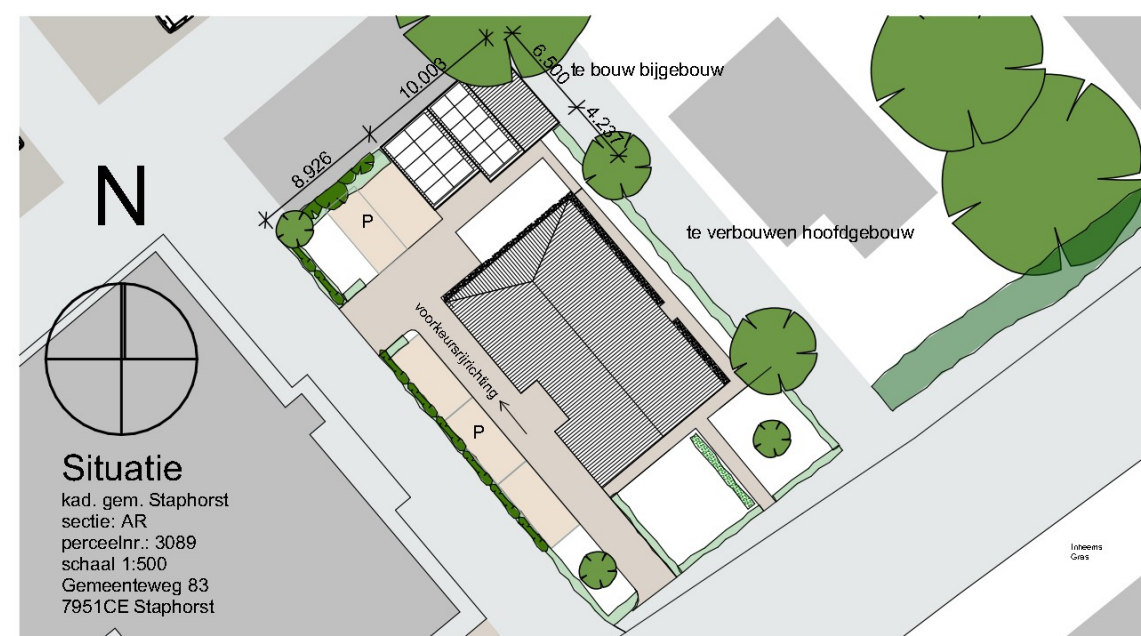 10.003
6.500
te bouw bijgebouw
4.237
8.926
N
P
te verbouwen hoofdgebouw
voorkeursrijrichting
P
Situatie
kad. gem. Staphorst
sectie: AR
perceelnr.: 3089
schaal 1:500
Gemeenteweg 83
7951CE Staphorst
Inheems
Gras